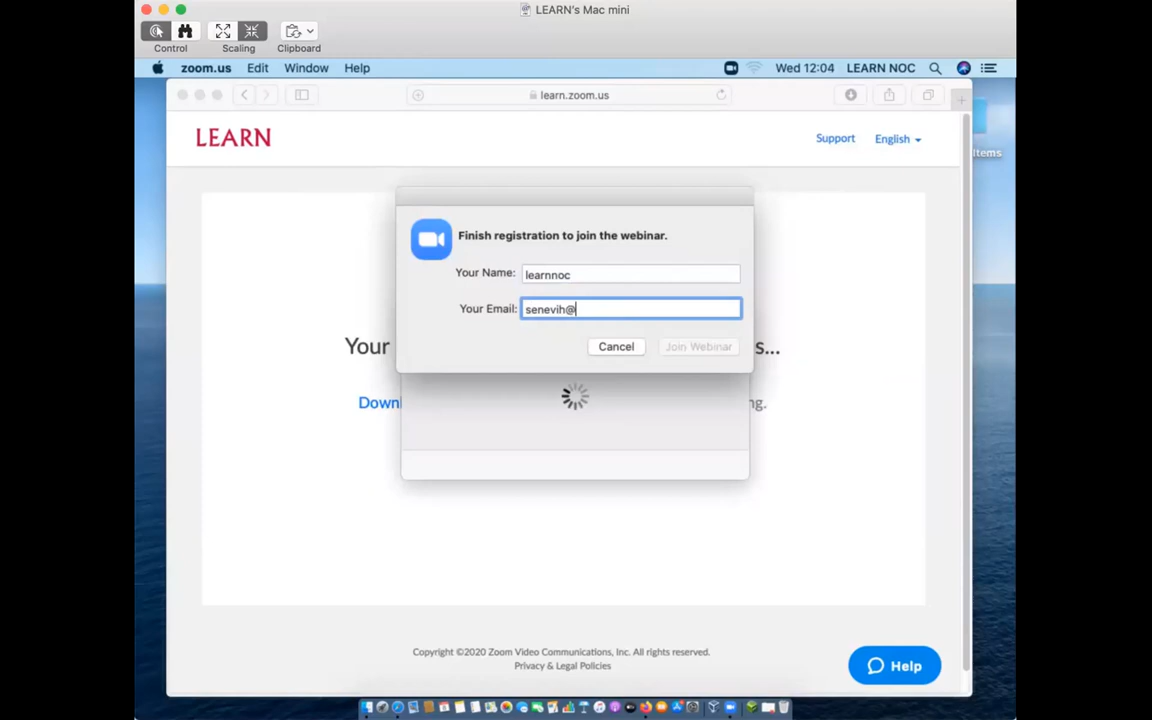 LEARN's Mac mini
Control Scaling Clipboard
zoom.us Edit Window Help Wed 12:04 LEARN NOC
learn.zoom.us
LEARN Support English
Items
Finish registration to join the webinar.
Your Name: learnnoc
Your Email: senevih@
Cancel Join Webinar
Your s...
Downl ng.
Copyright ©2020 Zoom Video Communications, Inc. All rights reserved.
Privacy & Legal Policies
Help